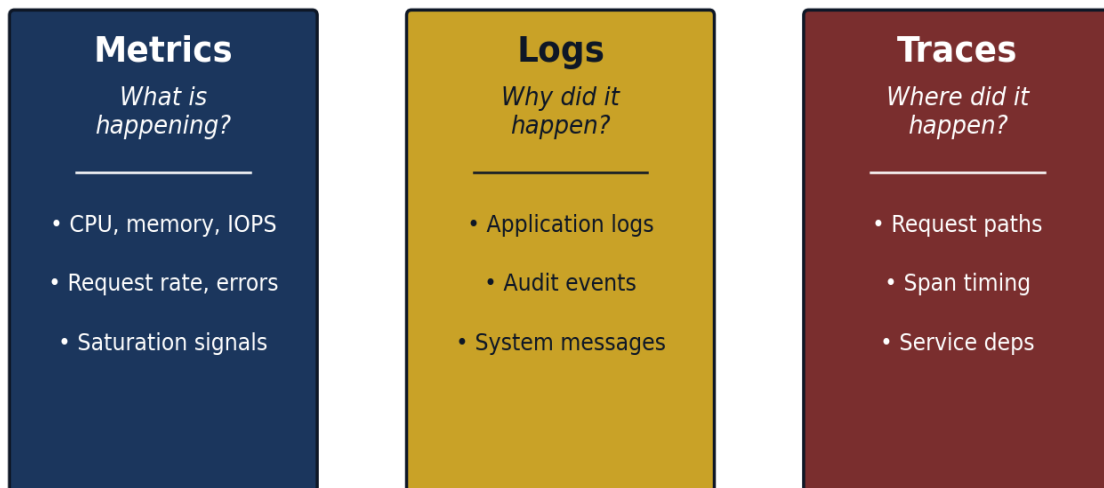 Metrics
What is
happening?
• CPU, memory, IOPS
• Request rate, errors
• Saturation signals
Logs
Why did it
happen?
• Application logs
• Audit events
• System messages
Traces
Where did it
happen?
• Request paths
• Span timing
• Service deps